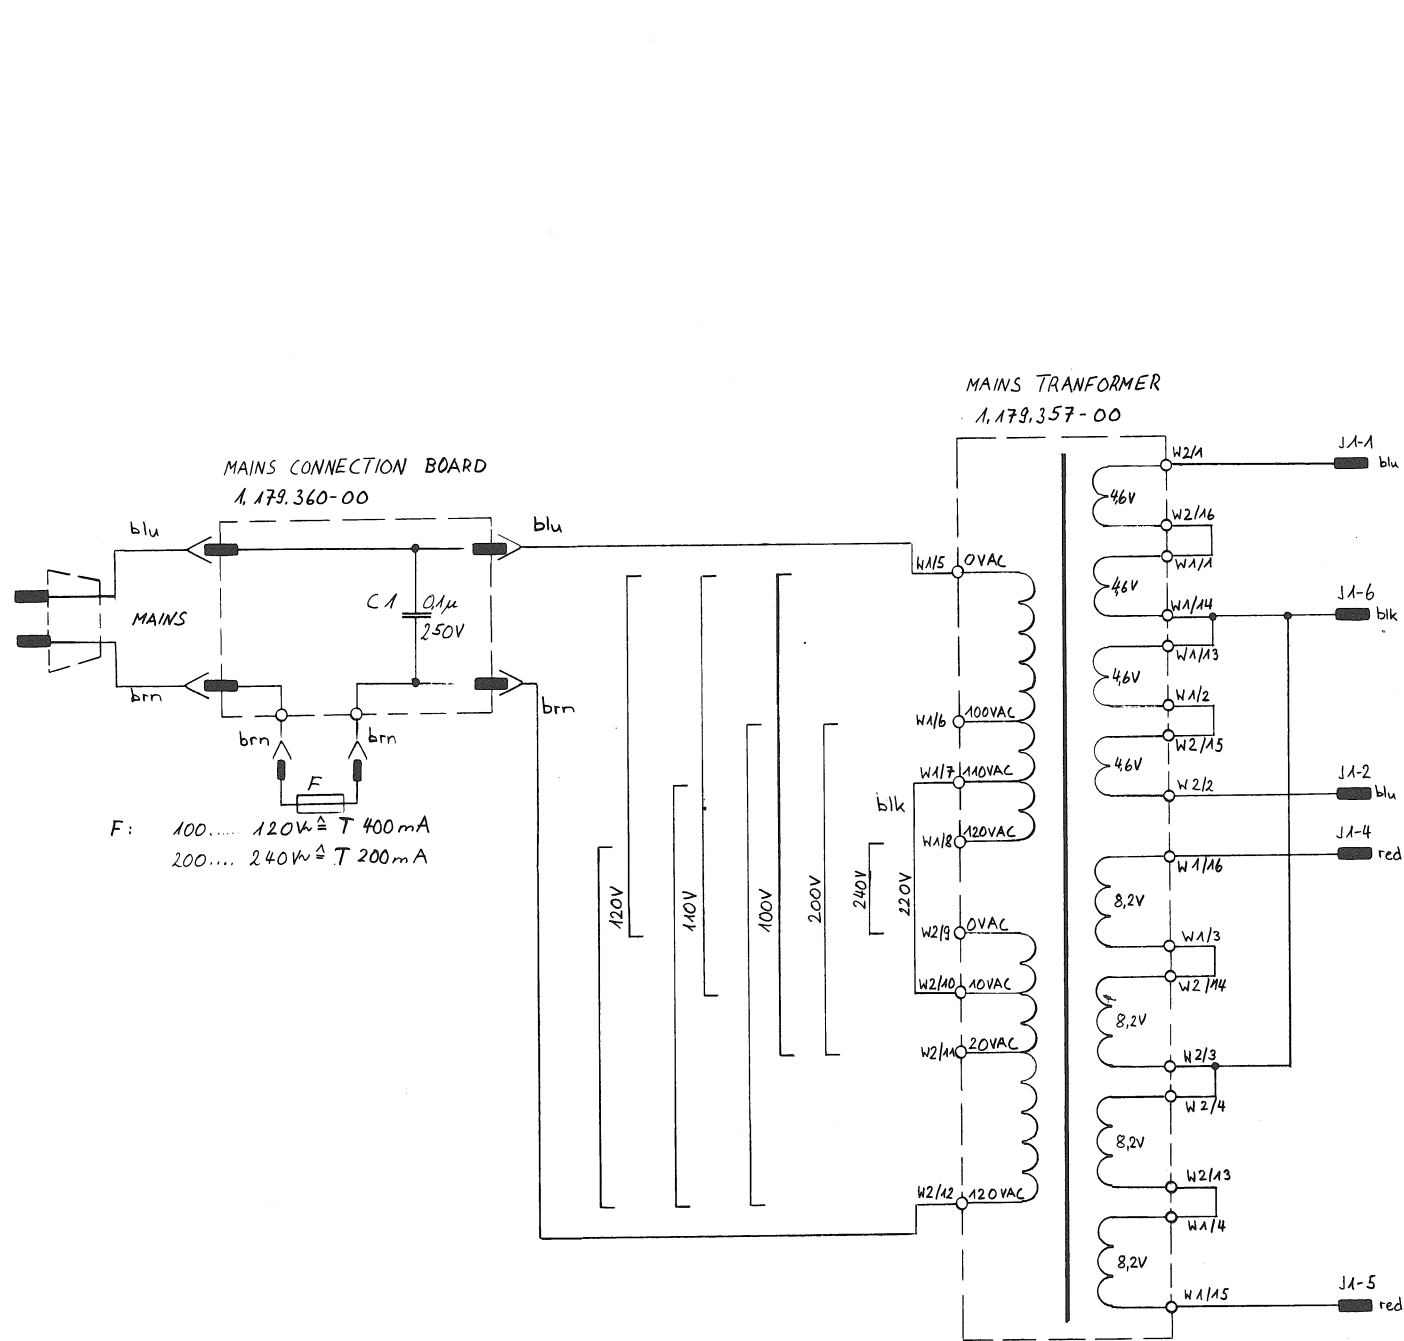 MAINS TRANFORMER
1.179.357-00
MAINS CONNECTION BOARD
1.179.360-00
blu
blu
MAINS
C1 0,1µ
250V
brn
brn
brn
brn
F
F: 100..... 120V~ ≙ T 400mA
200.... 240V~ ≙ T 200mA
120V
110V
100V
200V
240V
220V
blk
W1/5 0VAC
W1/6 100VAC
W1/7 110VAC
W1/8 120VAC
W2/9 0VAC
W2/10 10VAC
W2/11 20VAC
W2/12 120VAC
W2/1
4,6V
W2/16
W1/1
4,6V
W1/14
W1/13
4,6V
W1/2
W2/15
4,6V
W2/2
W1/16
8,2V
W1/3
W2/14
8,2V
W2/3
W2/4
8,2V
W2/13
W1/4
8,2V
W1/15
J1-1
blu
J1-6
blk
J1-2
blu
J1-4
red
J1-5
red